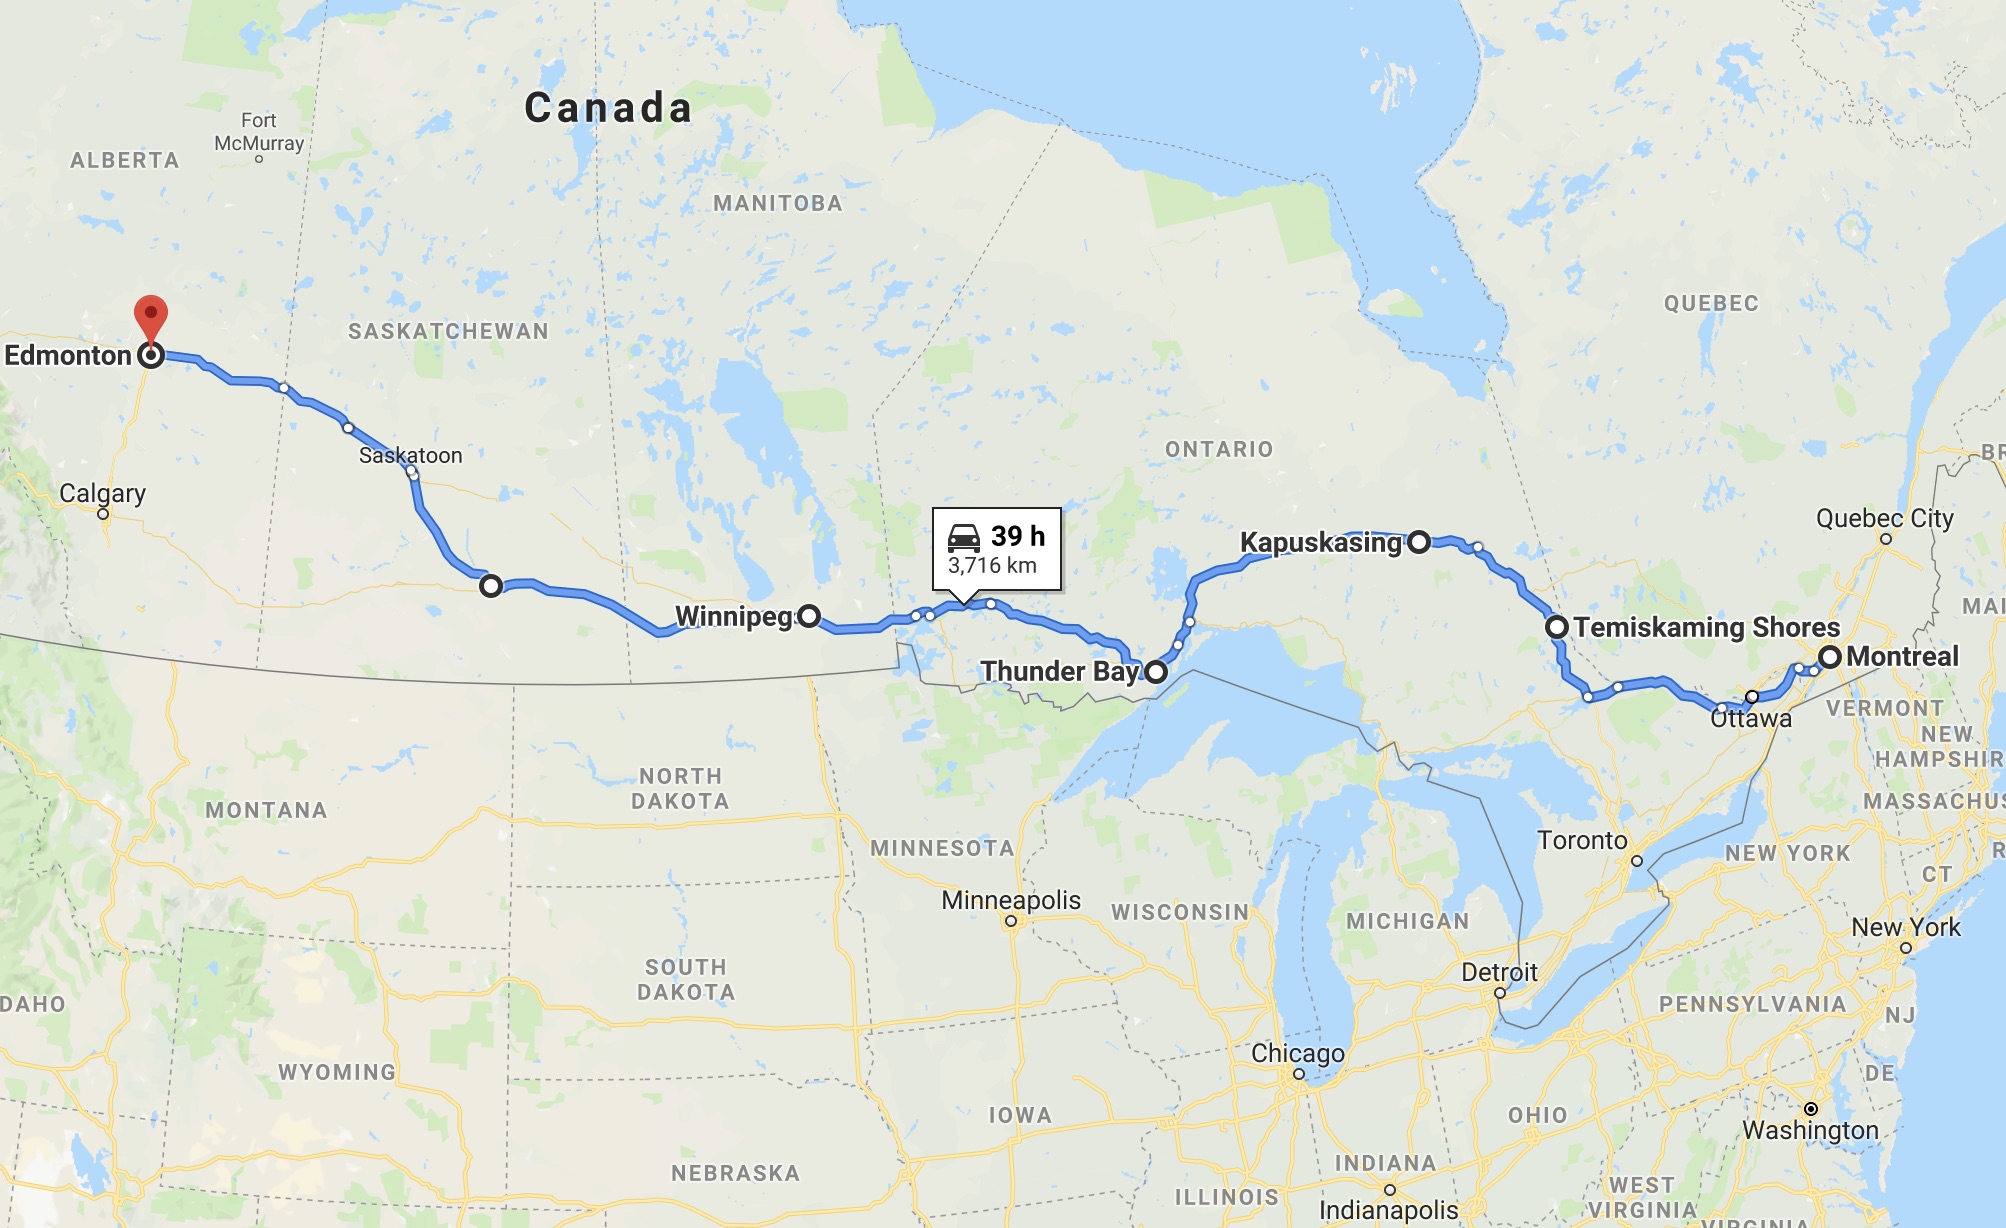 Canada
Fort
McMurray
ALBERTA
MANITOBA
QUEBEC
SASKATCHEWAN
Edmonton
ONTARIO
Saskatoon
Calgary
Quebec City
39 h
3,716 km
Kapuskasing
Winnipeg
Temiskaming Shores
Montreal
Thunder Bay
Ottawa
VERMONT
NEW
HAMPSHIR
MASSACHUS
NORTH
DAKOTA
MONTANA
MINNESOTA
Toronto
NEW YORK
CT
Minneapolis
WISCONSIN
MICHIGAN
New York
SOUTH
DAKOTA
Detroit
DAHO
PENNSYLVANIA
NJ
Chicago
WYOMING
DE
IOWA
OHIO
Washington
NEBRASKA
INDIANA
ILLINOIS
Indianapolis
WEST
VIRGINIA
VIRGINIA
BR
MAI
R